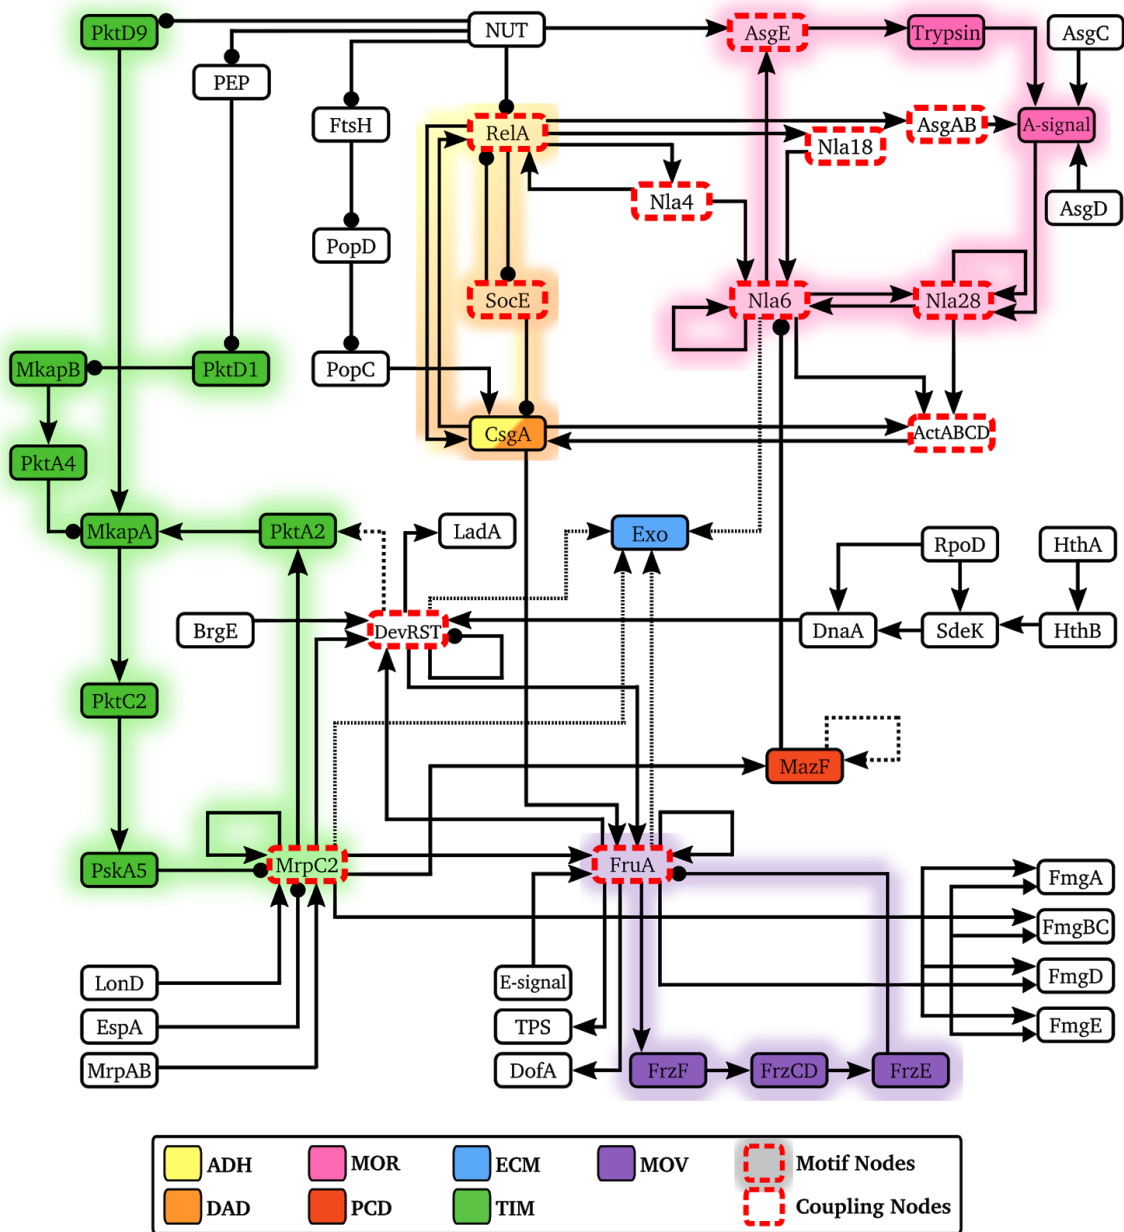 PktD9
NUT
AsgE
Trypsin
AsgC
PEP
FtsH
RelA
Nla18
AsgAB
A-signal
Nla4
AsgD
PopD
SocE
Nla6
Nla28
MkapB
PktD1
PopC
CsgA
ActABCD
PktA4
MkapA
PktA2
LadA
Exo
RpoD
HthA
BrgE
DevRST
DnaA
SdeK
HthB
PktC2
MazF
PskA5
MrpC2
FruA
FmgA
FmgBC
LonD
E-signal
FmgD
EspA
TPS
FmgE
MrpAB
DofA
FrzF
FrzCD
FrzE
ADH
MOR
ECM
MOV
Motif Nodes
DAD
PCD
TIM
Coupling Nodes